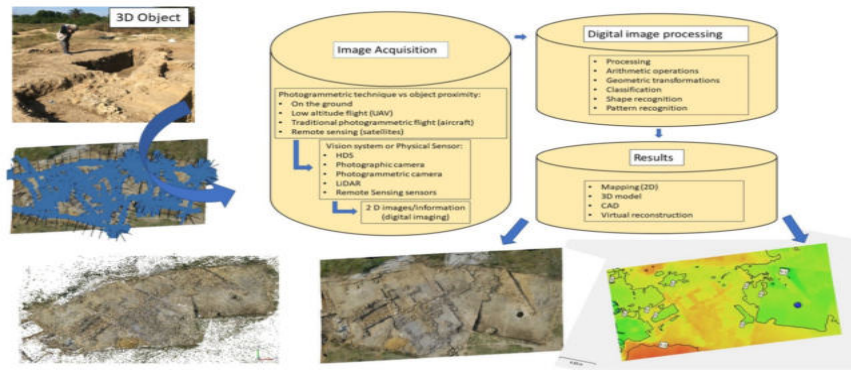 3D Object
Image Acquisition
Photogrammetric technique vs object proximity:
• On the ground
• Low altitude flight (UAV)
• Traditional photogrammetric flight (aircraft)
• Remote sensing (satellites)
Vision system or Physical Sensor:
• HDS
• Photographic camera
• Photogrammetric camera
• LiDAR
• Remote Sensing sensors
2 D images/information
(digital imaging)
Digital image processing
• Processing
• Arithmetic operations
• Geometric transformations
• Classification
• Shape recognition
• Pattern recognition
Results
• Mapping (2D)
• 3D model
• CAD
• Virtual reconstruction